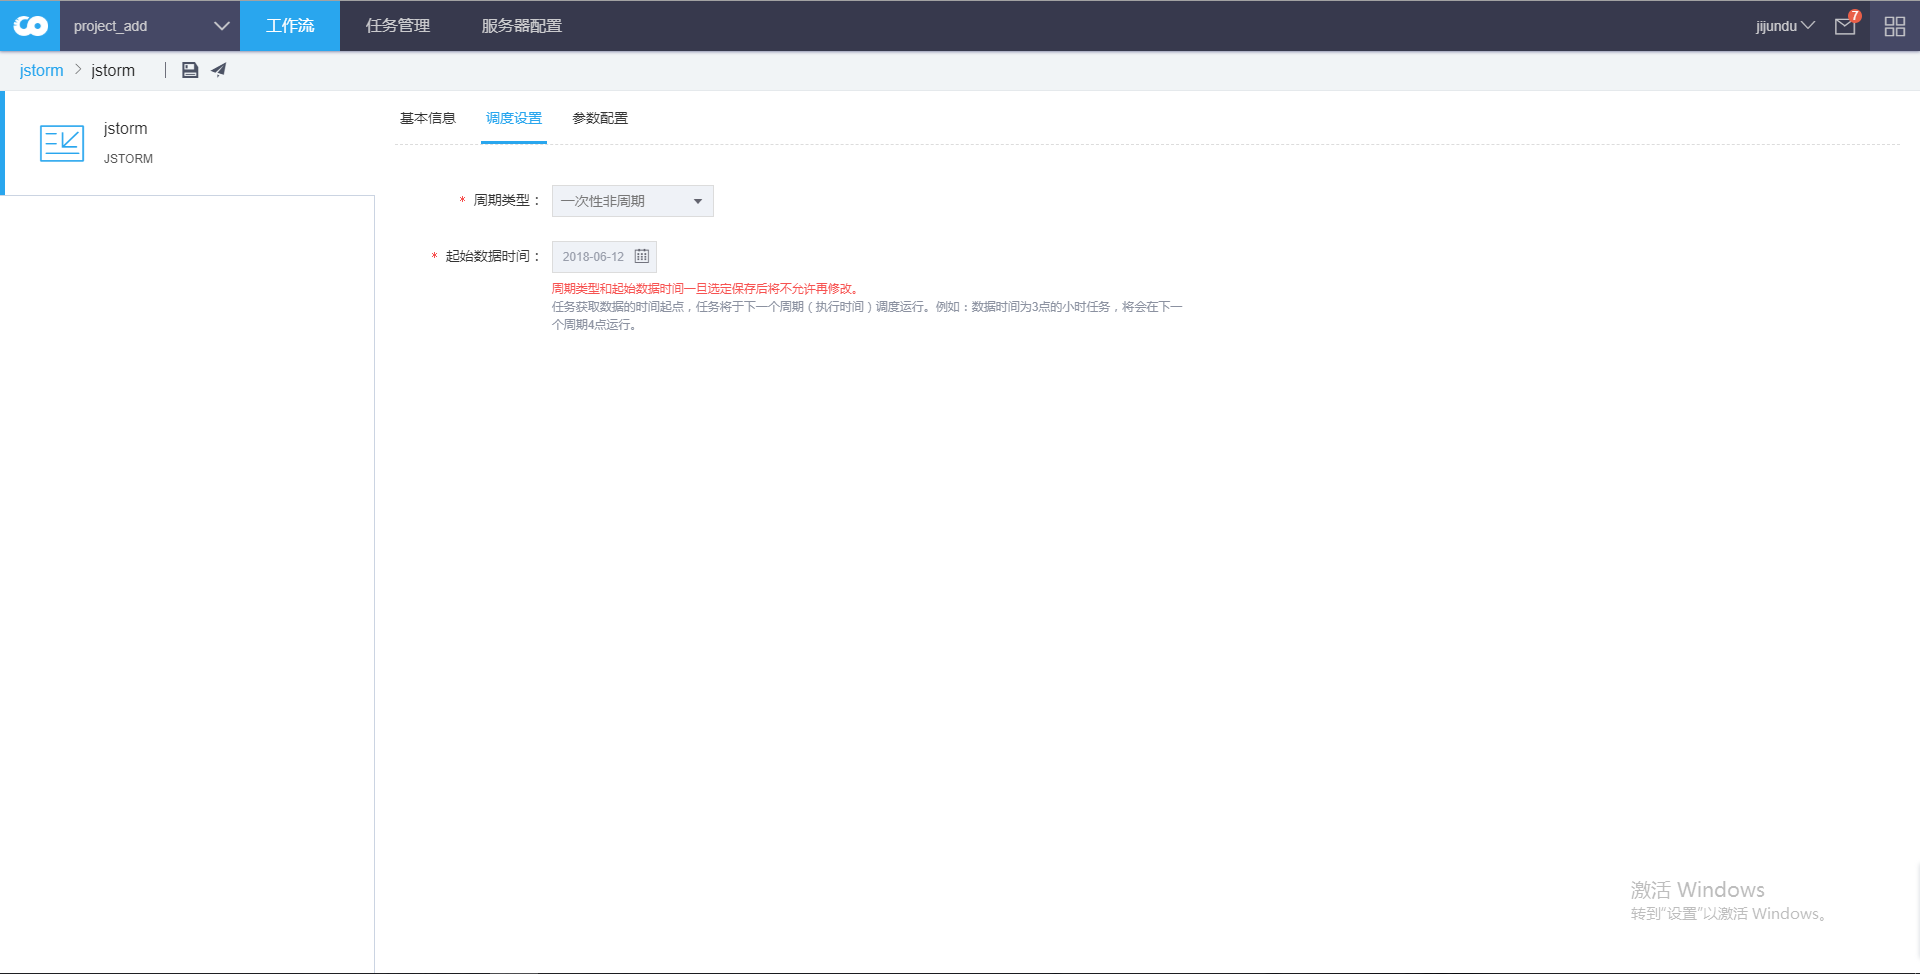 project_add
工作流
任务管理
服务器配置
jijundu
7
jstorm > jstorm
jstorm
JSTORM
基本信息
调度设置
参数配置
* 周期类型：
一次性非周期
* 起始数据时间：
2018-06-12
周期类型和起始数据时间一旦选定保存后将不允许再修改。
任务获取数据的时间起点，任务将于下一个周期（执行时间）调度运行。例如：数据时间为3点的小时任务，将会在下一
个周期4点运行。
激活 Windows
转到“设置”以激活 Windows。